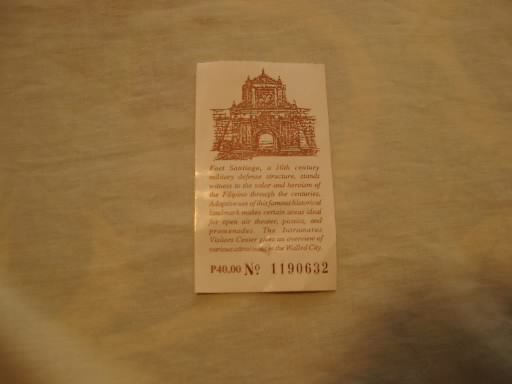 Fort Santiago, a 16th century
military defense structure, stands
witness to the valor and heroism of
the Filipino through the centuries.
Adaptive use of this famous historical
landmark makes certain areas ideal
for open air theater, picnics, and
promenades. The Intramuros
Visitors Center gives an overview of
various attractions in the Walled City.
P40.00 Nº 1190632